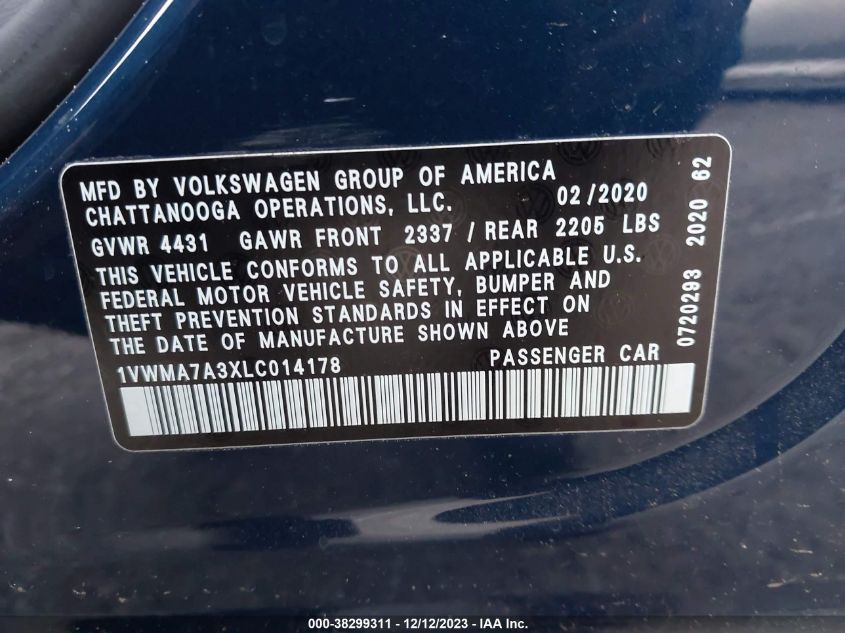 MFD BY VOLKSWAGEN GROUP OF AMERICA
CHATTANOOGA OPERATIONS, LLC. 02/2020
GVWR 4431 GAWR FRONT 2337 / REAR 2205 LBS
THIS VEHICLE CONFORMS TO ALL APPLICABLE U.S.
FEDERAL MOTOR VEHICLE SAFETY, BUMPER AND
THEFT PREVENTION STANDARDS IN EFFECT ON
THE DATE OF MANUFACTURE SHOWN ABOVE
1VWMA7A3XLC014178 PASSENGER CAR
0720293 2020 62
000-38299311 - 12/12/2023 - IAA Inc.